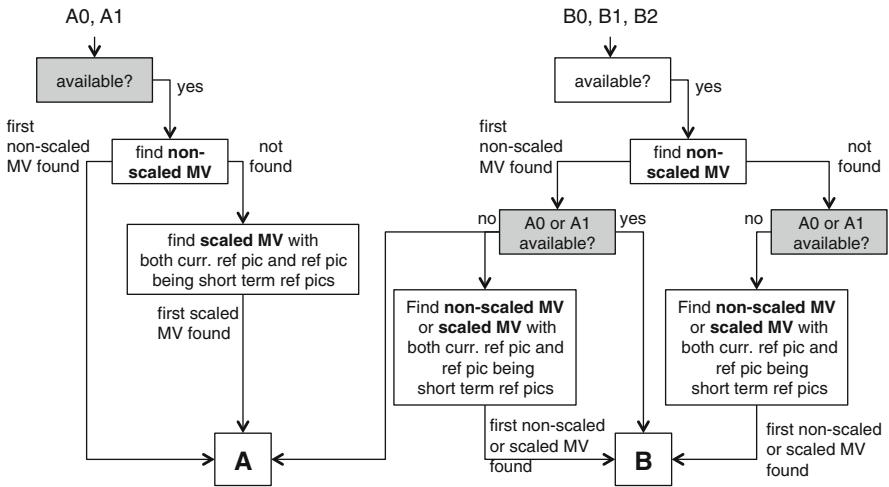 A0, A1
available?
yes
first
non-scaled
MV found
find non-
scaled MV
not
found
find scaled MV with
both curr. ref pic and ref pic
being short term ref pics
first scaled
MV found
A
B0, B1, B2
available?
yes
first
non-scaled
MV found
find non-
scaled MV
not
found
no
A0 or A1
available?
yes
no
A0 or A1
available?
Find non-scaled MV
or scaled MV with
both curr. ref pic and
ref pic being
short term ref pics
Find non-scaled MV
or scaled MV with
both curr. ref pic and
ref pic being
short term ref pics
first non-scaled
or scaled MV
found
B
first non-scaled
or scaled MV
found